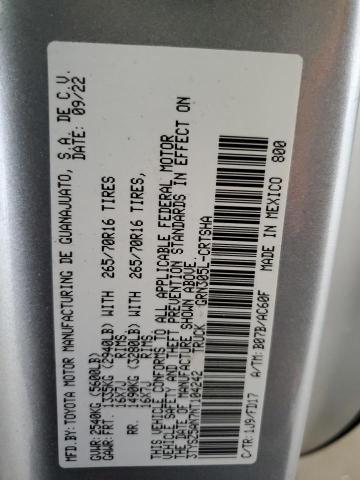 MFD.BY: TOYOTA MOTOR MANUFACTURING DE GUANAJUATO, S.A. DE C.V.
DATE: 09/22
GVWR: 2540KG (5600LB)
GAWR: FRT. 1335KG (2940LB) WITH 265/70R16 TIRES
16X7J RIMS,
RR. 1490KG (3280LB) WITH 265/70R16 TIRES,
16X7J RIMS,
THIS VEHICLE CONFORMS TO ALL APPLICABLE FEDERAL MOTOR
VEHICLE SAFETY AND THEFT PREVENTION STANDARDS IN EFFECT ON
THE DATE OF MANUFACTURE SHOWN ABOVE.
3TYSZ5AN7NT104242 TRUCK GRN305L-CRTSHA
C/TR: 1J9/FD17 A/TM: B07B/AC60F MADE IN MEXICO 800